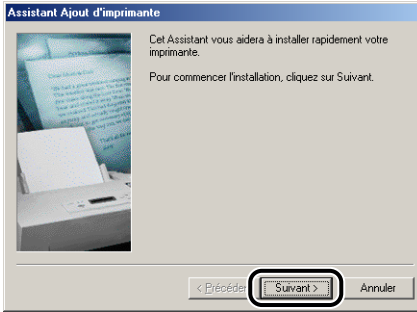 Assistant Ajout d'imprimante
Cet Assistant vous aidera à installer rapidement votre
imprimante.
Pour commencer l'installation, cliquez sur Suivant.
< Précéden
Suivant >
Annuler